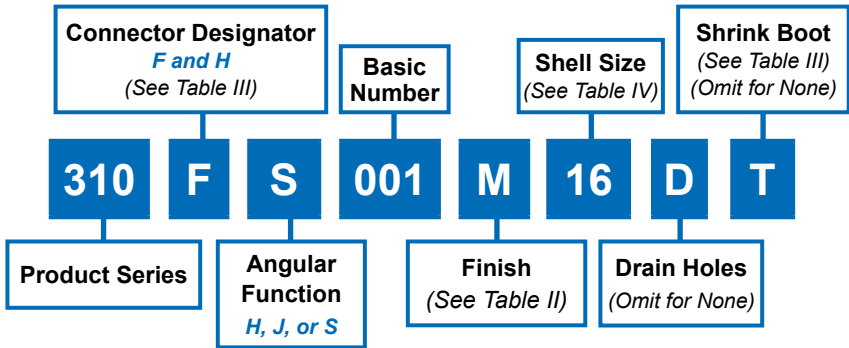 Connector Designator
F and H
(See Table III)
Basic
Number
Shell Size
(See Table IV)
Shrink Boot
(See Table III)
(Omit for None)
310 F S 001 M 16 D T
Product Series
Angular
Function
H, J, or S
Finish
(See Table II)
Drain Holes
(Omit for None)